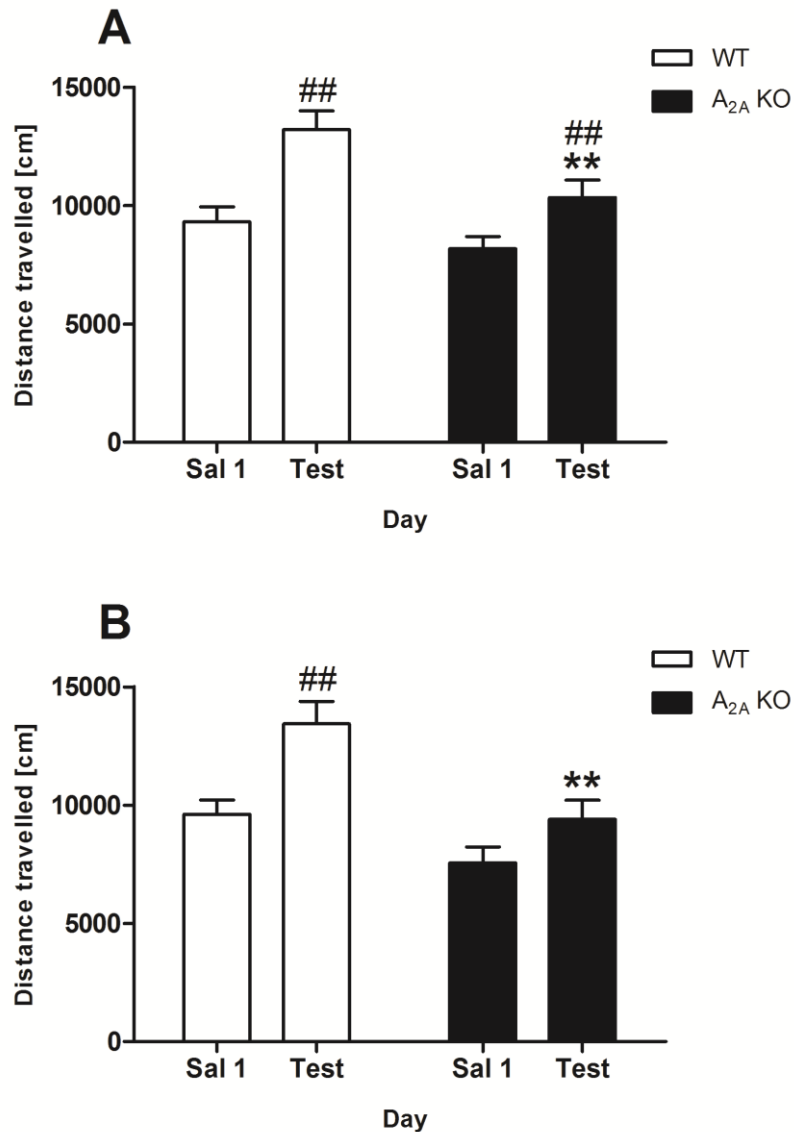 A
WT
A2A KO
Distance travelled [cm]
15000
10000
5000
0
##
##
**
Sal 1 Test Sal 1 Test
Day
B
WT
A2A KO
Distance travelled [cm]
15000
10000
5000
0
##
**
Sal 1 Test Sal 1 Test
Day